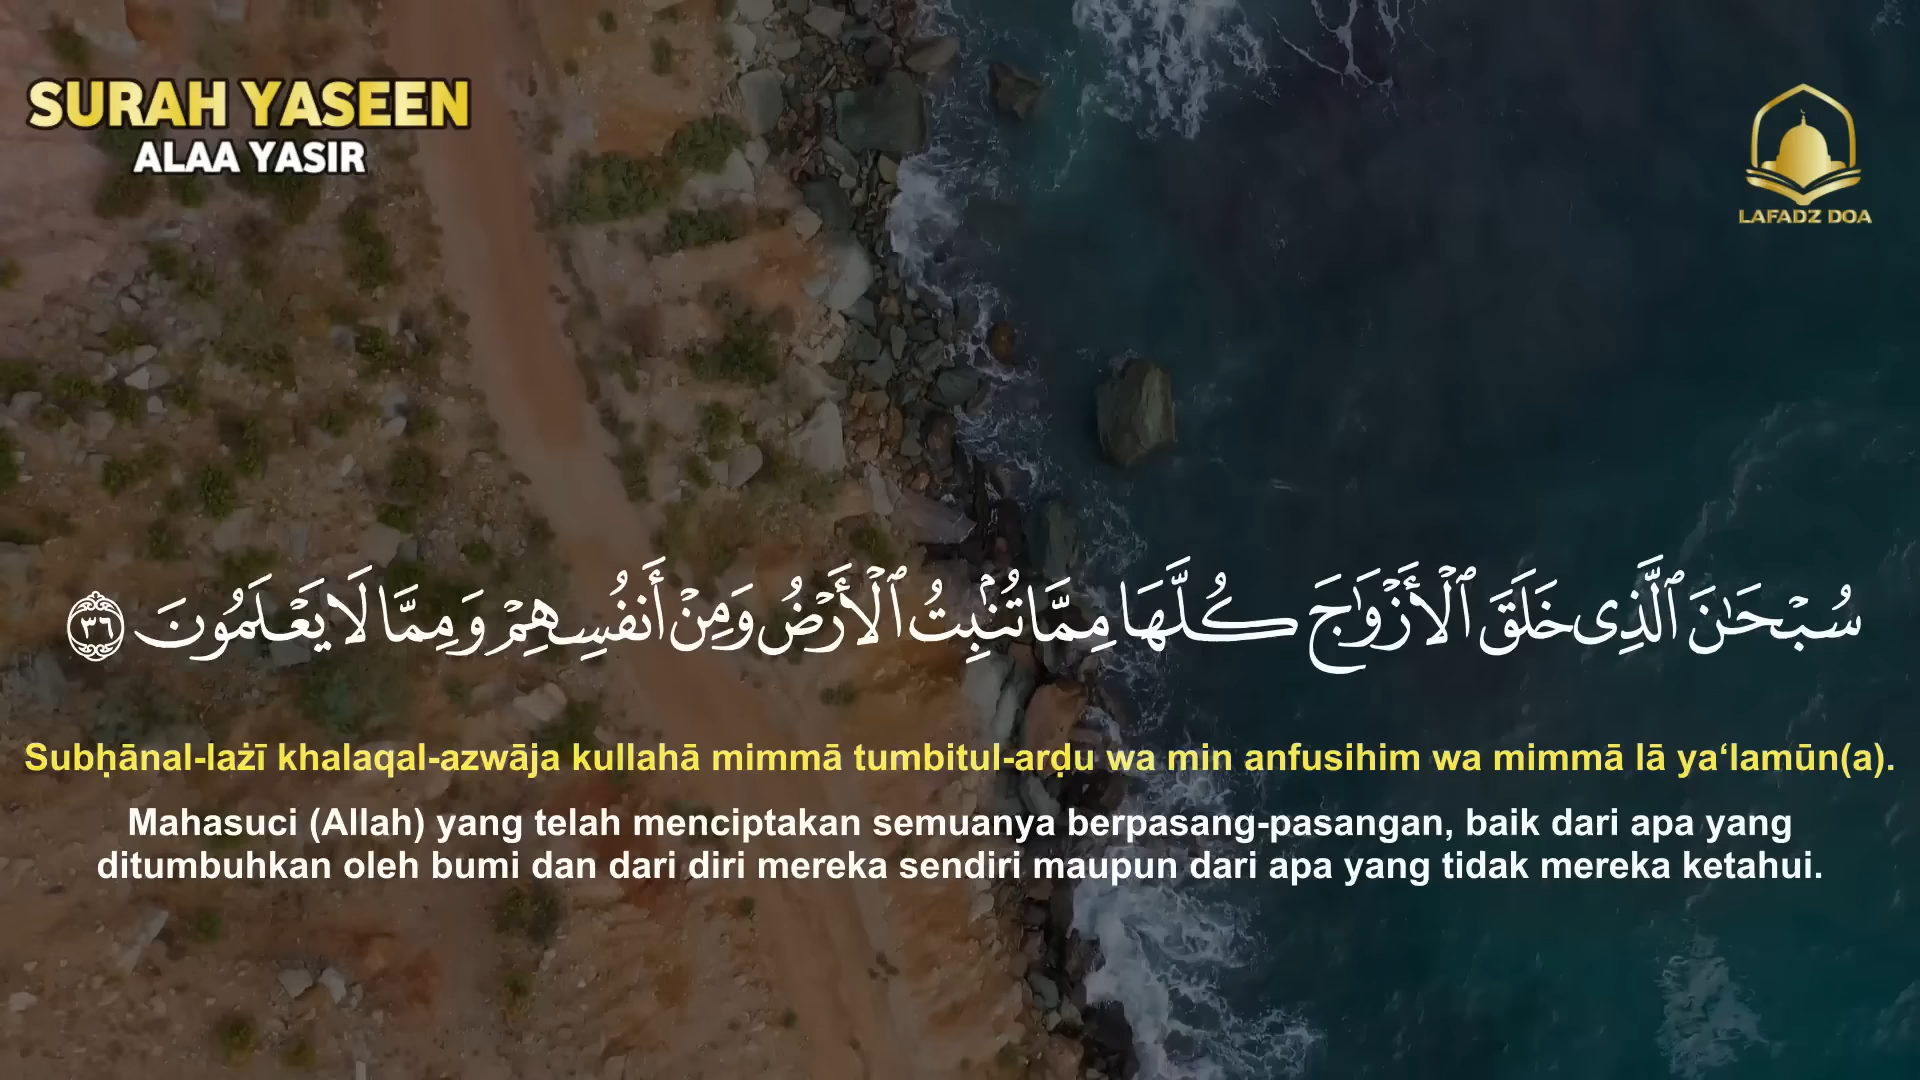 SURAH YASEEN
ALAA YASIR
LAFADZ DOA
سُبْحَـٰنَ ٱلَّذِى خَلَقَ ٱلْأَزْوَٰجَ كُلَّهَا مِمَّا تُنۢبِتُ ٱلْأَرْضُ وَمِنْ أَنفُسِهِمْ وَمِمَّا لَا يَعْلَمُونَ ٣٦
Subḥānal-lażī khalaqal-azwāja kullahā mimmā tumbitul-arḍu wa min anfusihim wa mimmā lā ya‘lamūn(a).
Mahasuci (Allah) yang telah menciptakan semuanya berpasang-pasangan, baik dari apa yang
ditumbuhkan oleh bumi dan dari diri mereka sendiri maupun dari apa yang tidak mereka ketahui.